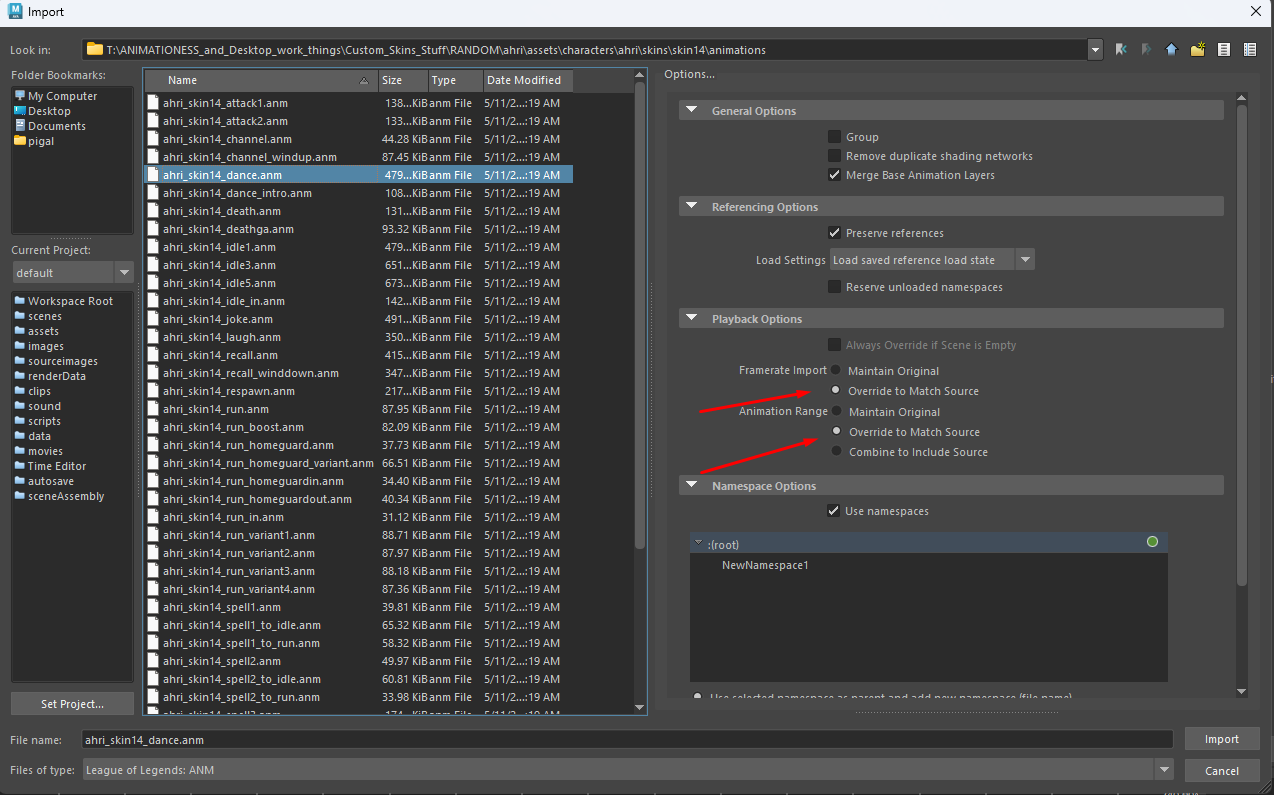 Import
Look in:
T:\ANIMATIONESS_and_Desktop_work_things\Custom_Skins_Stuff\RANDOM\ahri\assets\characters\ahri\skins\skin14\animations
Folder Bookmarks:
My Computer
Desktop
Documents
pigal
Current Project:
default
Workspace Root
scenes
assets
images
sourceimages
renderData
clips
sound
scripts
data
movies
Time Editor
autosave
sceneAssembly
Set Project...
Name Size Type Date Modified
ahri_skin14_attack1.anm 138...KiB anm File 5/11/2...:19 AM
ahri_skin14_attack2.anm 133...KiB anm File 5/11/2...:19 AM
ahri_skin14_channel.anm 44.28 KiB anm File 5/11/2...:19 AM
ahri_skin14_channel_windup.anm 87.45 KiB anm File 5/11/2...:19 AM
ahri_skin14_dance.anm 479...KiB anm File 5/11/2...:19 AM
ahri_skin14_dance_intro.anm 108...KiB anm File 5/11/2...:19 AM
ahri_skin14_death.anm 131...KiB anm File 5/11/2...:19 AM
ahri_skin14_deathga.anm 93.32 KiB anm File 5/11/2...:19 AM
ahri_skin14_idle1.anm 479...KiB anm File 5/11/2...:19 AM
ahri_skin14_idle3.anm 651...KiB anm File 5/11/2...:19 AM
ahri_skin14_idle5.anm 673...KiB anm File 5/11/2...:19 AM
ahri_skin14_idle_in.anm 142...KiB anm File 5/11/2...:19 AM
ahri_skin14_joke.anm 491...KiB anm File 5/11/2...:19 AM
ahri_skin14_laugh.anm 350...KiB anm File 5/11/2...:19 AM
ahri_skin14_recall.anm 415...KiB anm File 5/11/2...:19 AM
ahri_skin14_recall_winddown.anm 347...KiB anm File 5/11/2...:19 AM
ahri_skin14_respawn.anm 217...KiB anm File 5/11/2...:19 AM
ahri_skin14_run.anm 87.95 KiB anm File 5/11/2...:19 AM
ahri_skin14_run_boost.anm 82.09 KiB anm File 5/11/2...:19 AM
ahri_skin14_run_homeguard.anm 37.73 KiB anm File 5/11/2...:19 AM
ahri_skin14_run_homeguard_variant.anm 66.51 KiB anm File 5/11/2...:19 AM
ahri_skin14_run_homeguardin.anm 34.40 KiB anm File 5/11/2...:19 AM
ahri_skin14_run_homeguardout.anm 40.34 KiB anm File 5/11/2...:19 AM
ahri_skin14_run_in.anm 31.12 KiB anm File 5/11/2...:19 AM
ahri_skin14_run_variant1.anm 88.71 KiB anm File 5/11/2...:19 AM
ahri_skin14_run_variant2.anm 87.97 KiB anm File 5/11/2...:19 AM
ahri_skin14_run_variant3.anm 88.18 KiB anm File 5/11/2...:19 AM
ahri_skin14_run_variant4.anm 87.36 KiB anm File 5/11/2...:19 AM
ahri_skin14_spell1.anm 39.81 KiB anm File 5/11/2...:19 AM
ahri_skin14_spell1_to_idle.anm 65.32 KiB anm File 5/11/2...:19 AM
ahri_skin14_spell1_to_run.anm 58.32 KiB anm File 5/11/2...:19 AM
ahri_skin14_spell2.anm 49.97 KiB anm File 5/11/2...:19 AM
ahri_skin14_spell2_to_idle.anm 60.81 KiB anm File 5/11/2...:19 AM
ahri_skin14_spell2_to_run.anm 33.98 KiB anm File 5/11/2...:19 AM
Options...
General Options
Group
Remove duplicate shading networks
Merge Base Animation Layers
Referencing Options
Preserve references
Load Settings Load saved reference load state
Reserve unloaded namespaces
Playback Options
Always Override if Scene is Empty
Framerate Import Maintain Original
Override to Match Source
Animation Range Maintain Original
Override to Match Source
Combine to Include Source
Namespace Options
Use namespaces
:(root)
NewNamespace1
Use selected namespace as parent and add new namespace (file name)
File name: ahri_skin14_dance.anm
Import
Files of type: League of Legends: ANM
Cancel